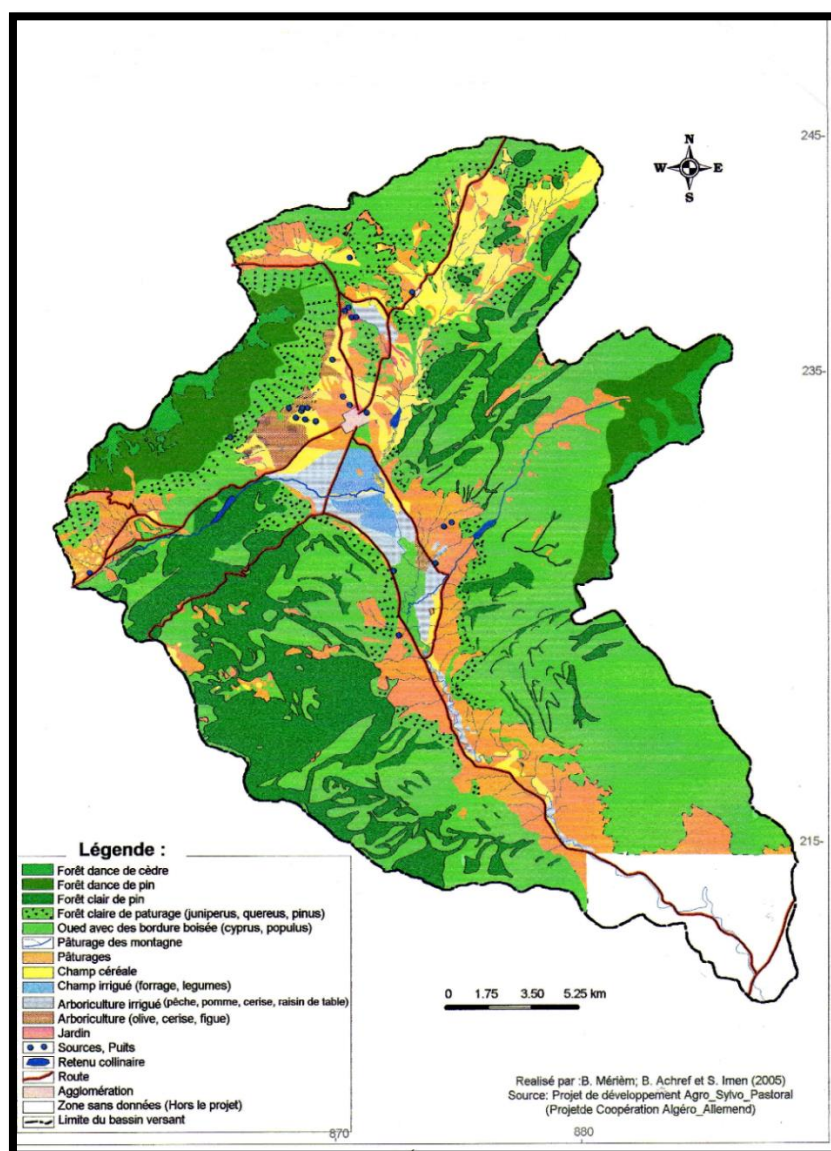 N
W E
S
245-
235-
215-
Légende :
Forêt dance de cèdre
Forêt dance de pin
Forêt clair de pin
Forêt claire de paturage (juniperus, quereus, pinus)
Oued avec des bordure boisée (cyprus, populus)
Pâturage des montagne
Pâturages
Champ céréale
Champ irrigué (forrage, legumes)
Arboriculture irrigué (pêche, pomme, cerise, raisin de table)
Arboriculture (olive, cerise, figue)
Jardin
Sources, Puits
Retenu collinaire
Route
Agglomération
Zone sans données (Hors le projet)
Limite du bassin versant
0 1.75 3.50 5.25 km
Realisé par :B. Mérièm; B. Achref et S. Imen (2005)
Source: Projet de développement Agro_Sylvo_Pastoral
(Projetde Coopération Algéro_Allemend)
870 880